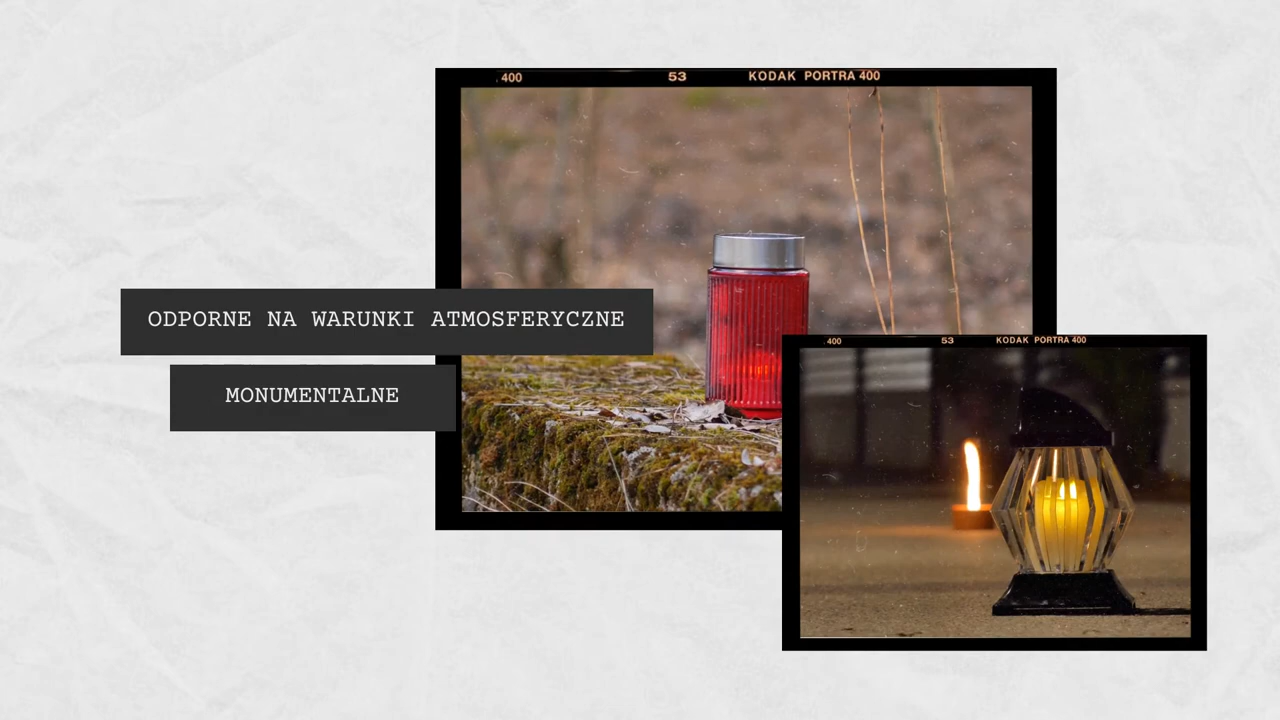 400 53 KODAK PORTRA 400
ODPORNE NA WARUNKI ATMOSFERYCZNE
400 53 KODAK PORTRA 400
MONUMENTALNE